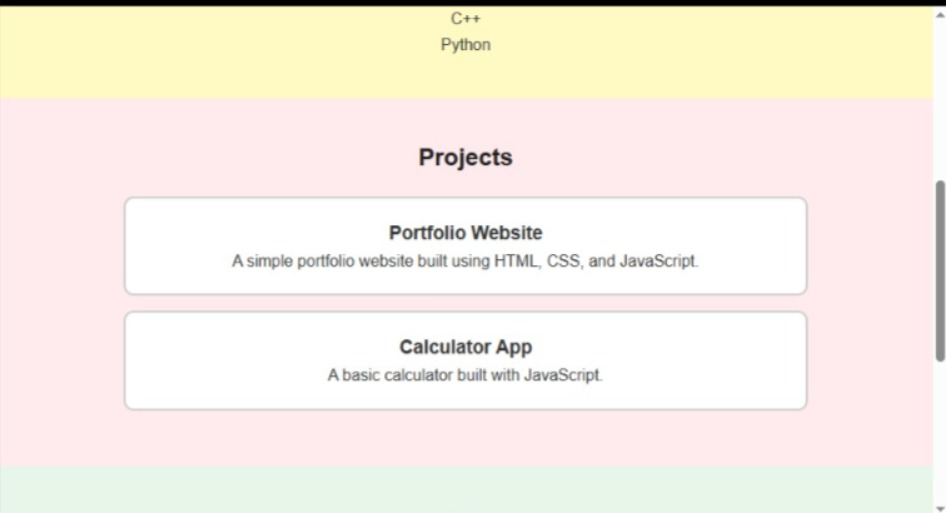 C++
Python
Projects
Portfolio Website
A simple portfolio website built using HTML, CSS, and JavaScript.
Calculator App
A basic calculator built with JavaScript.